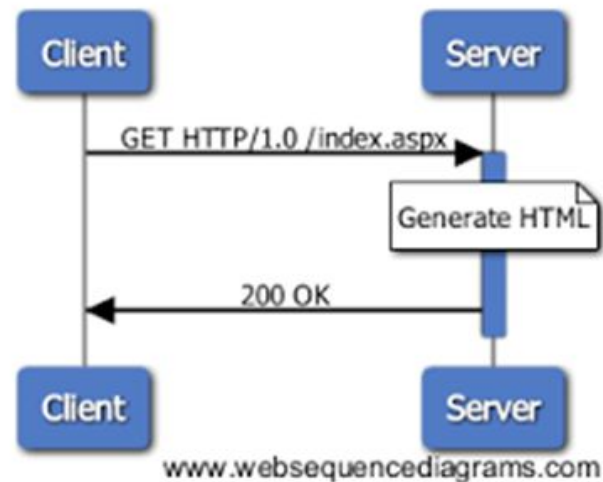 Client
Server
GET HTTP/1.0 /index.aspx
Generate HTML
200 OK
Client
Server
www.websequencediagrams.com